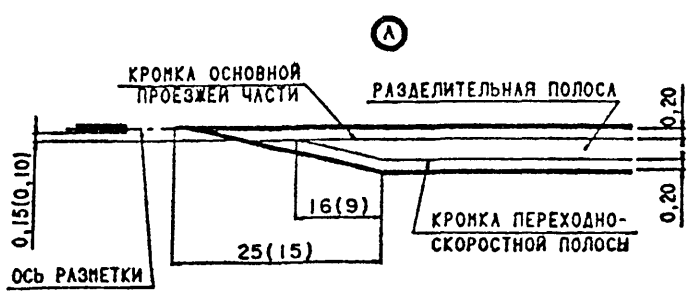 А
КРОМКА ОСНОВНОЙ
ПРОЕЗЖЕЙ ЧАСТИ
РАЗДЕЛИТЕЛЬНАЯ ПОЛОСА
0,20
0,15(0,10)
16(9)
25(15)
0,20
КРОМКА ПЕРЕХОДНО-
СКОРОСТНОЙ ПОЛОСЫ
ОСЬ РАЗМЕТКИ